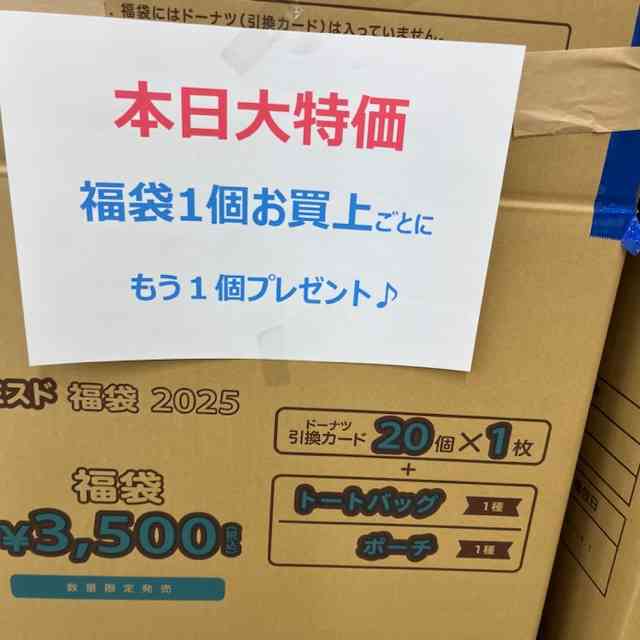 福袋にはドーナツ(引換カード)は入っていません。
本日大特価
福袋1個お買上ごとに
もう1個プレゼント♪
ミスド 福袋 2025
福袋
¥3,500(税込)
数量限定発売
ドーナツ
引換カード 20個×1枚
+
トートバッグ 1種
ポーチ 1種